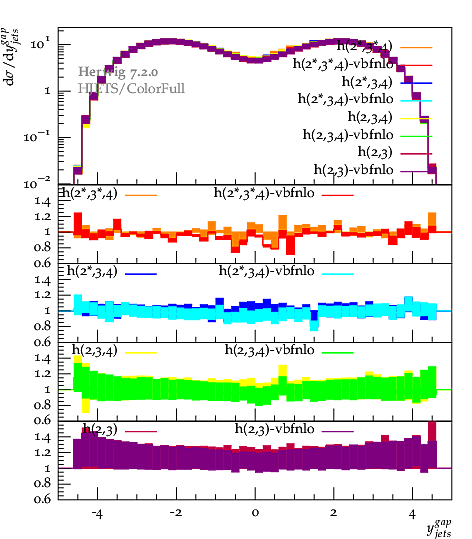 dσ/dy^{gap}_{jets}
10^1
1
10^−1
10^−2
h(2*,3*,4)
h(2*,3*,4)-vbfnlo
h(2*,3,4)
h(2*,3,4)-vbfnlo
h(2,3,4)
h(2,3,4)-vbfnlo
h(2,3)
h(2,3)-vbfnlo
Herwig 7.2.0
HJETS/ColorFull
h(2*,3*,4) h(2*,3*,4)-vbfnlo
1.4
1.2
1
0.8
0.6
h(2*,3,4) h(2*,3,4)-vbfnlo
1.4
1.2
1
0.8
0.6
h(2,3,4) h(2,3,4)-vbfnlo
1.4
1.2
1
0.8
0.6
h(2,3) h(2,3)-vbfnlo
1.4
1.2
1
0.8
0.6
-4 -2 0 2 4
y^{gap}_{jets}